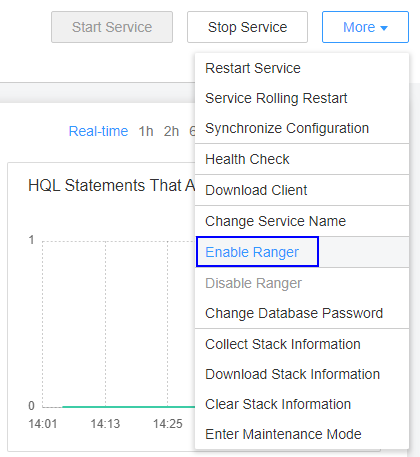 Start Service
Stop Service
More
Restart Service
Service Rolling Restart
Synchronize Configuration
Health Check
Download Client
Change Service Name
Enable Ranger
Disable Ranger
Change Database Password
Collect Stack Information
Download Stack Information
Clear Stack Information
Enter Maintenance Mode
Real-time 1h 2h
HQL Statements That
1
0
14:01 14:13 14:25